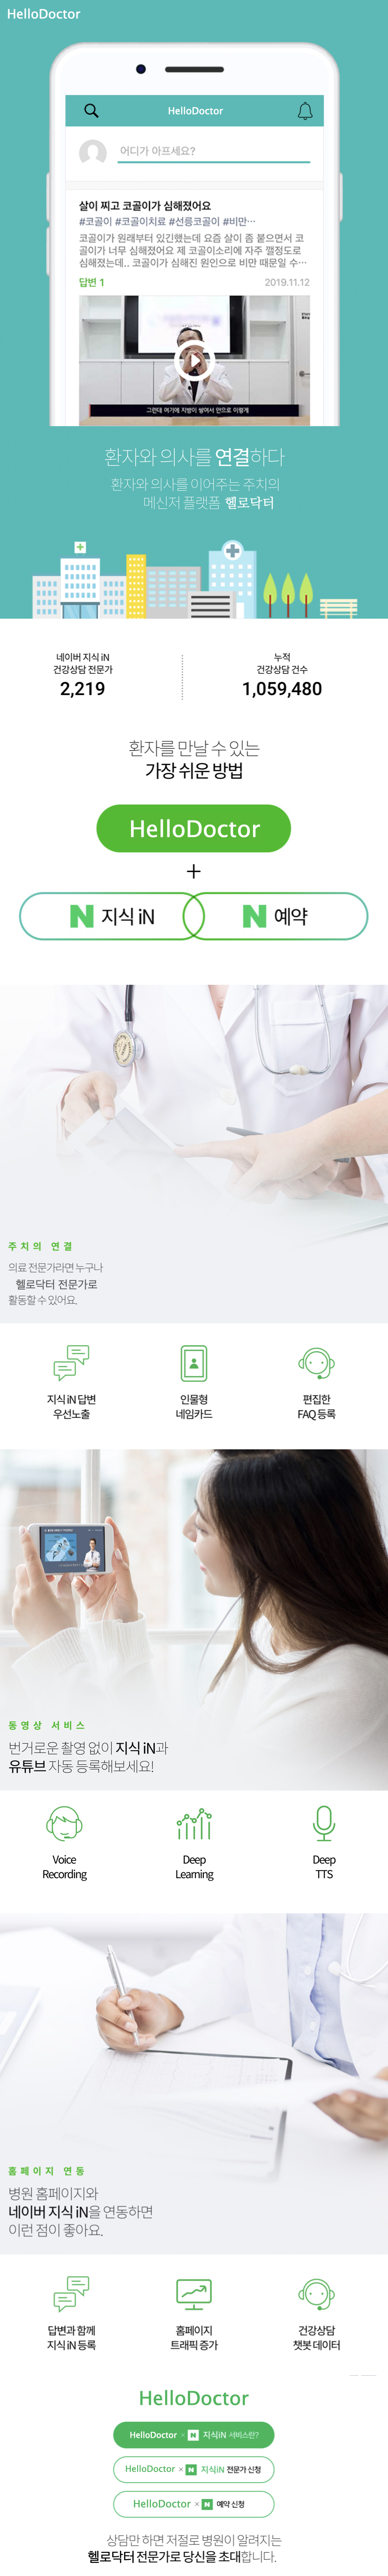 HelloDoctor
HelloDoctor
어디가 아프세요?
살이 찌고 코골이가 심해졌어요
#코골이 #코골이치료 #선릉코골이 #비만···
코골이가 원래부터 있긴했는데 요즘 살이 좀 붙으면서 코
골이가 너무 심해졌어요 제 코골이소리에 자주 깰정도로
심해졌는데.. 코골이가 심해진 원인으로 비만 때문일 수···
답변 1 2019.11.12
그런데 여기에 지방이 쌓여서 만으로 이렇게
환자와 의사를 연결하다
환자와 의사를 이어주는 주치의
메신저 플랫폼 헬로닥터
네이버 지식 iN
건강상담 전문가
2,219
누적
건강상담 건수
1,059,480
환자를 만날 수 있는
가장 쉬운 방법
HelloDoctor
+
N 지식 iN
N 예약
주치의 연결
의료 전문가라면 누구나
헬로닥터 전문가로
활동할 수 있어요.
지식 iN 답변
우선노출
인물형
네임카드
편집한
FAQ 등록
동영상 서비스
번거로운 촬영 없이 지식 iN과
유튜브 자동 등록해보세요!
Voice
Recording
Deep
Learning
Deep
TTS
홈페이지 연동
병원 홈페이지와
네이버 지식 iN을 연동하면
이런 점이 좋아요.
답변과 함께
지식 iN 등록
홈페이지
트래픽 증가
건강상담
챗봇 데이터
HelloDoctor
HelloDoctor × N 지식iN 서비스란?
HelloDoctor × N 지식iN 전문가 신청
HelloDoctor × N 예약 신청
상담만 하면 저절로 병원이 알려지는
헬로닥터 전문가로 당신을 초대합니다.